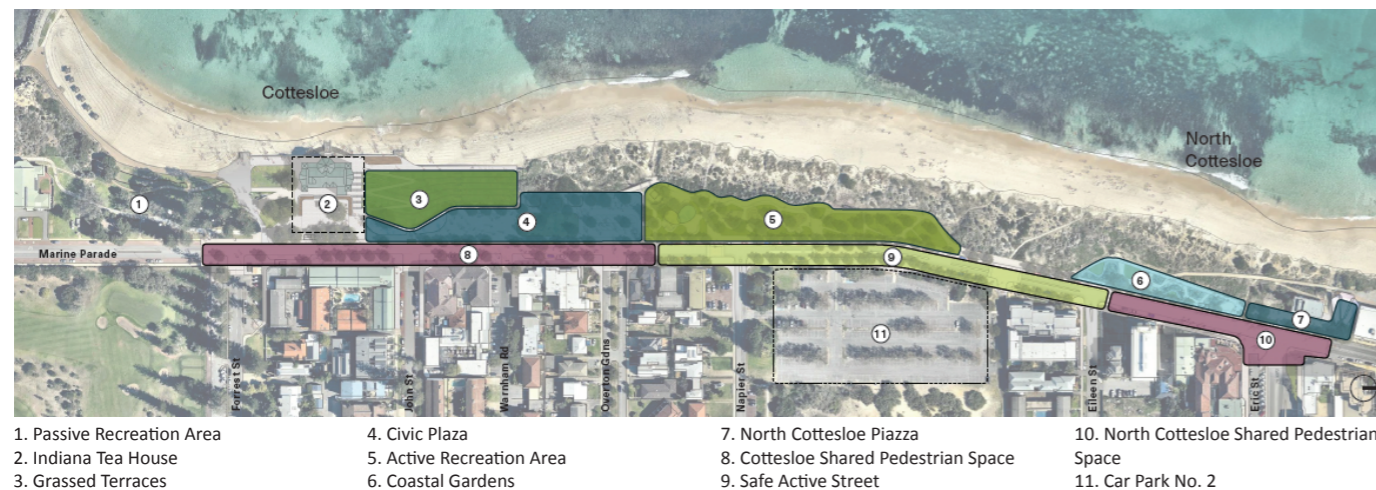 Cottesloe
North
Cottesloe
1
2
3
4
5
6
7
8
9
10
11
Marine Parade
Forrest St
John St
Warnham Rd
Overton Gdns
Napier St
Eileen St
Eric St
1. Passive Recreation Area
2. Indiana Tea House
3. Grassed Terraces
4. Civic Plaza
5. Active Recreation Area
6. Coastal Gardens
7. North Cottesloe Piazza
8. Cottesloe Shared Pedestrian Space
9. Safe Active Street
10. North Cottesloe Shared Pedestrian
Space
11. Car Park No. 2